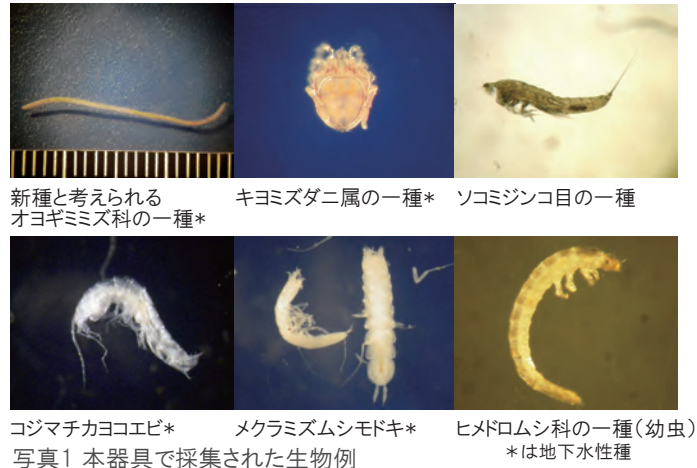 新種と考えられる
オヨギミミズ科の一種*
キヨミズダニ属の一種*
ソコミジンコ目の一種
コジマチカヨコエビ*
メクラミズムシモドキ*
ヒメドロムシ科の一種(幼虫)
*は地下水性種
写真1 本器具で採集された生物例